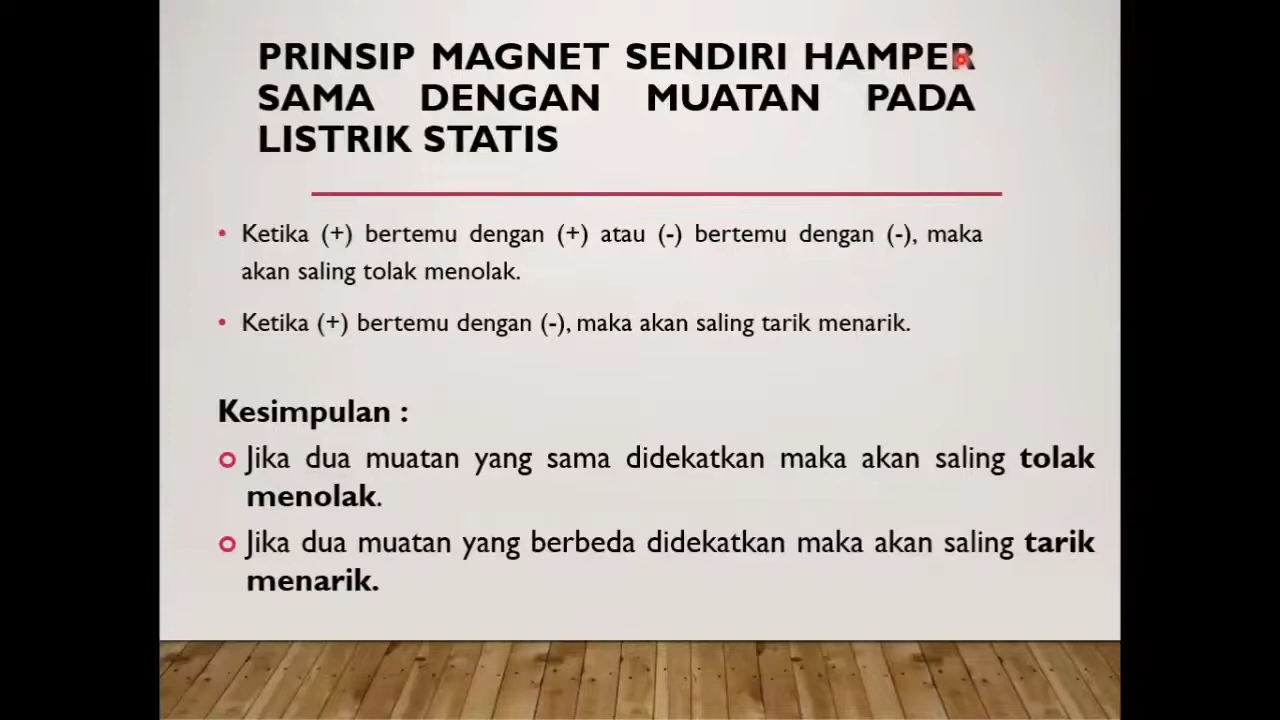 PRINSIP MAGNET SENDIRI HAMPER
SAMA DENGAN MUATAN PADA
LISTRIK STATIS
• Ketika (+) bertemu dengan (+) atau (-) bertemu dengan (-), maka
akan saling tolak menolak.
• Ketika (+) bertemu dengan (-), maka akan saling tarik menarik.
Kesimpulan :
Jika dua muatan yang sama didekatkan maka akan saling tolak
menolak.
Jika dua muatan yang berbeda didekatkan maka akan saling tarik
menarik.